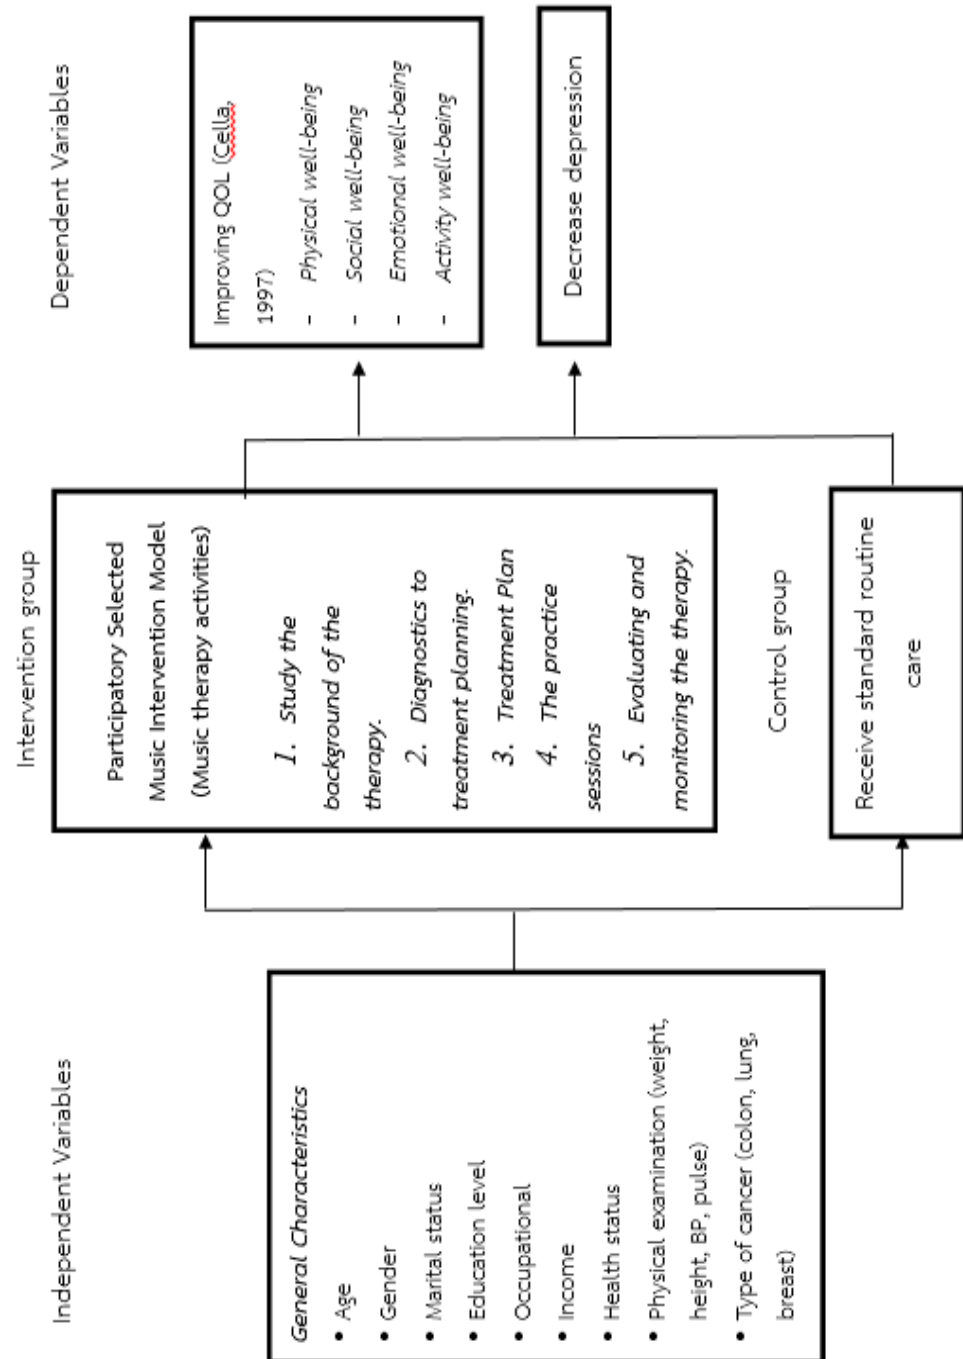 Independent Variables
General Characteristics
• Age
• Gender
• Marital status
• Education level
• Occupational
• Income
• Health status
• Physical examination (weight,
height, BP, pulse)
• Type of cancer (colon, lung,
breast)
Intervention group
Participatory Selected
Music Intervention Model
(Music therapy activities)
1. Study the
background of the
therapy.
2. Diagnostics to
treatment planning.
3. Treatment Plan
4. The practice
sessions
5. Evaluating and
monitoring the therapy.
Control group
Receive standard routine
care
Dependent Variables
Improving QOL (Cella,
1997)
- Physical well-being
- Social well-being
- Emotional well-being
- Activity well-being
Decrease depression